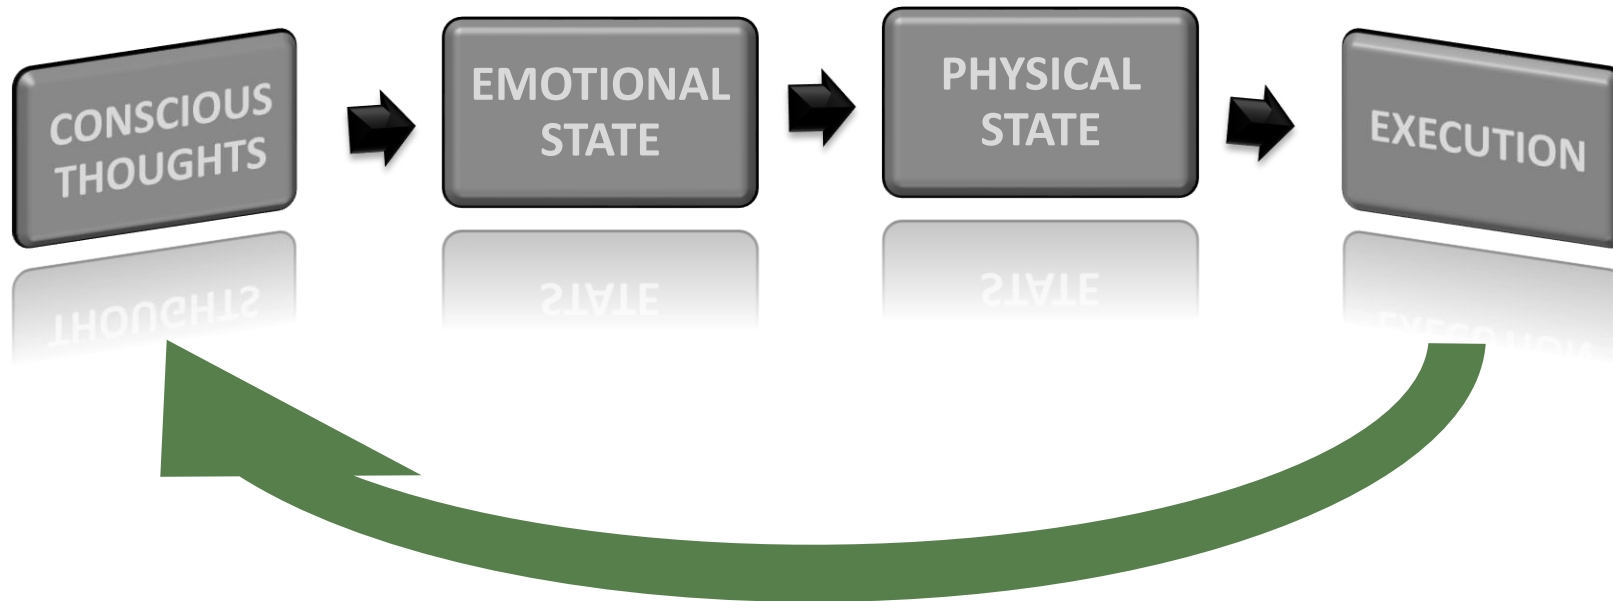 CONSCIOUS
THOUGHTS
EMOTIONAL
STATE
PHYSICAL
STATE
EXECUTION